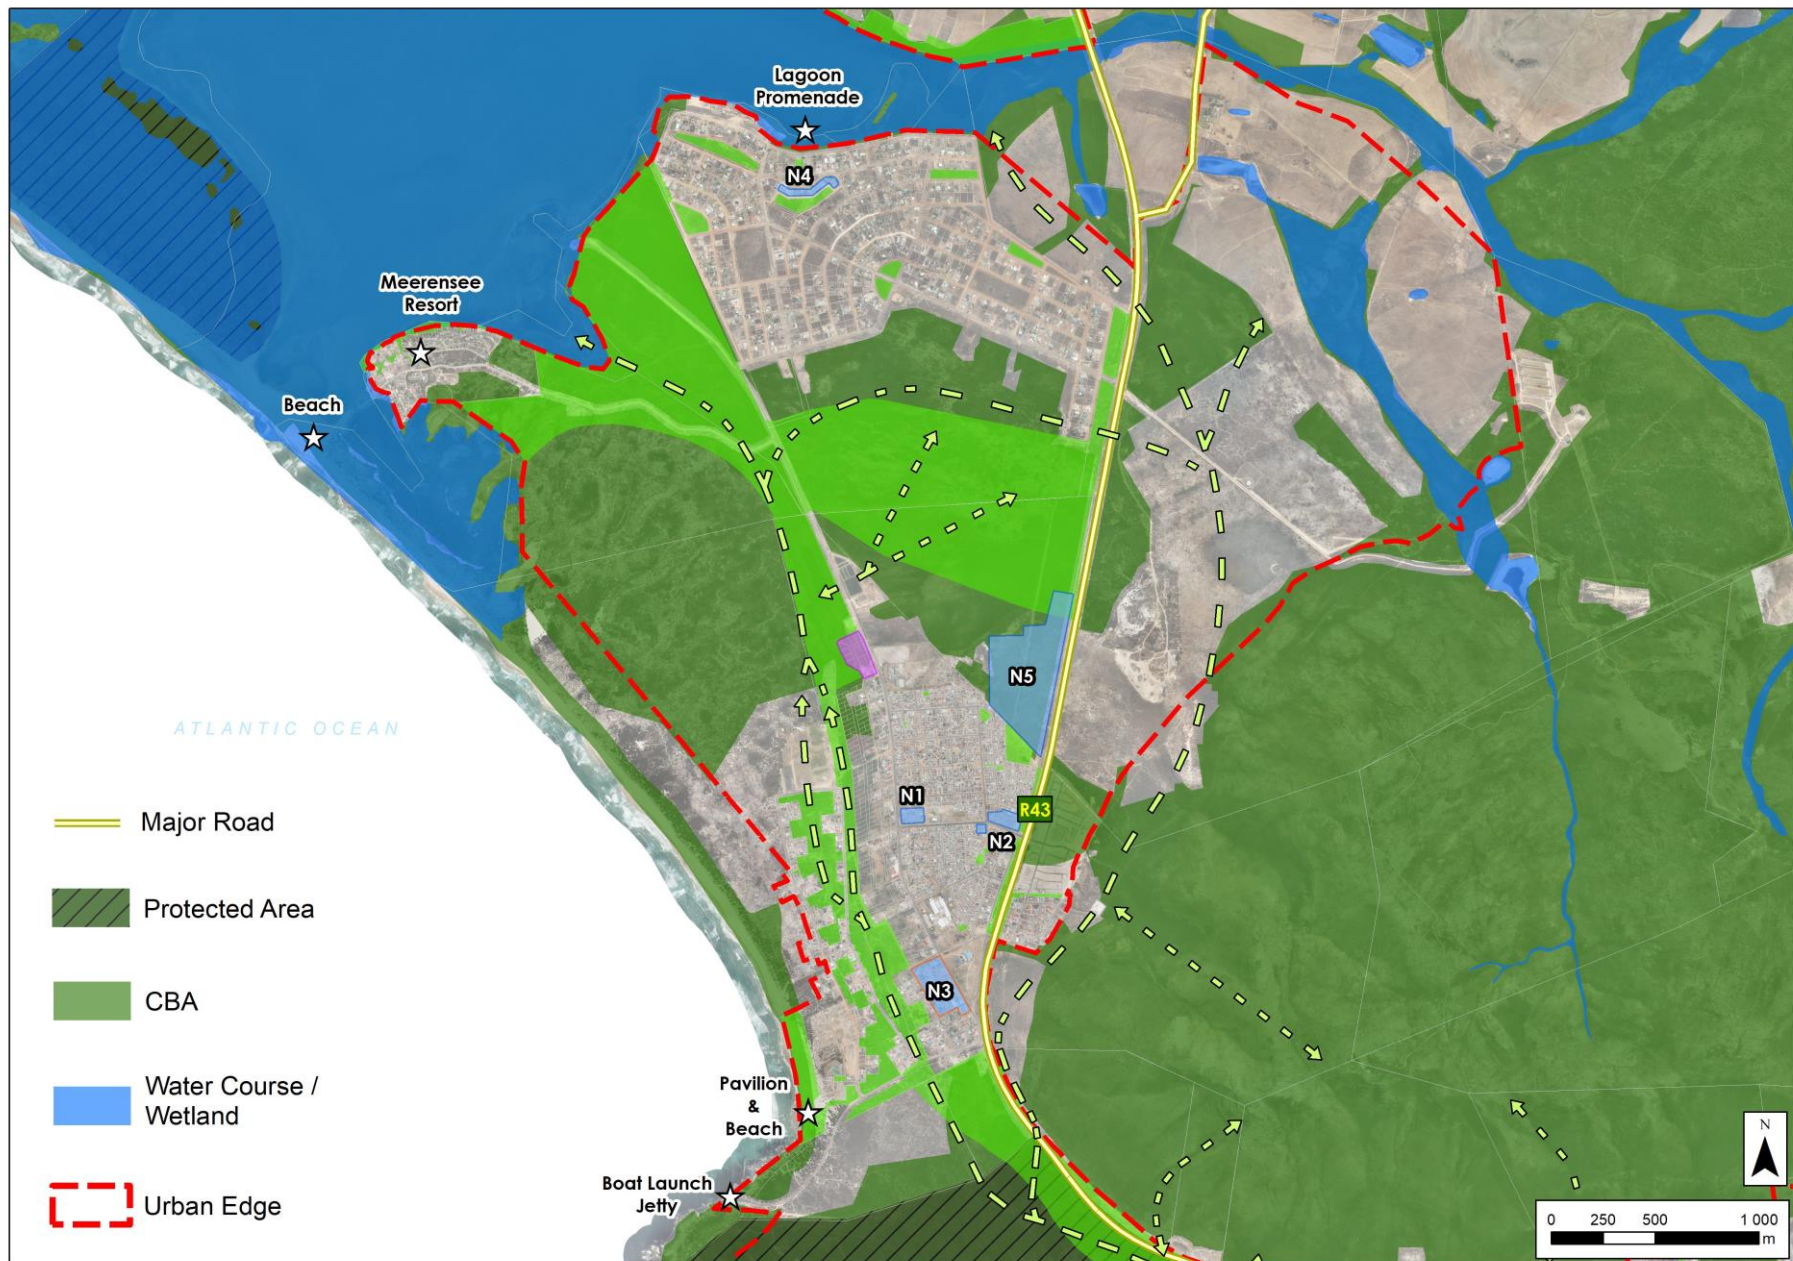 Lagoon
Promenade
N4
Meerensee
Resort
Beach
N5
ATLANTIC OCEAN
N1
R43
N2
N3
Pavilion
&
Beach
Boat Launch
Jetty
Major Road
Protected Area
CBA
Water Course /
Wetland
Urban Edge
N
0 250 500 1 000
m